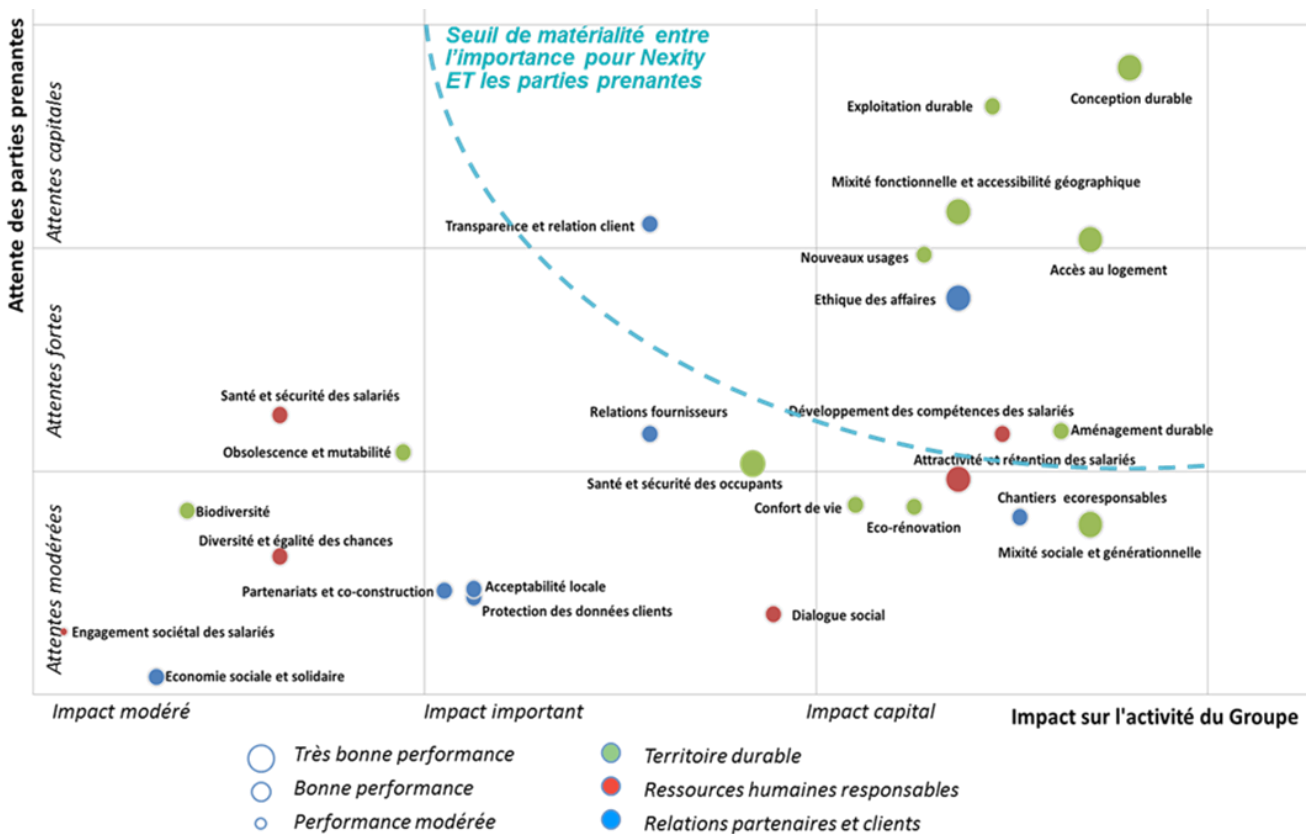 Attente des parties prenantes
Attentes capitales
Attentes fortes
Attentes modérées
Seuil de matérialité entre
l'importance pour Nexity
ET les parties prenantes
Conception durable
Exploitation durable
Mixité fonctionnelle et accessibilité géographique
Transparence et relation client
Nouveaux usages
Accès au logement
Ethique des affaires
Santé et sécurité des salariés
Relations fournisseurs
Développement des compétences des salariés
Aménagement durable
Obsolescence et mutabilité
Attractivité et rétention des salariés
Santé et sécurité des occupants
Chantiers ecoresponsables
Confort de vie
Biodiversité
Eco-rénovation
Diversité et égalité des chances
Mixité sociale et générationnelle
Partenariats et co-construction
Acceptabilité locale
Protection des données clients
Dialogue social
Engagement sociétal des salariés
Economie sociale et solidaire
Impact modéré
Impact important
Impact capital
Impact sur l'activité du Groupe
Très bonne performance
Territoire durable
Bonne performance
Ressources humaines responsables
Performance modérée
Relations partenaires et clients